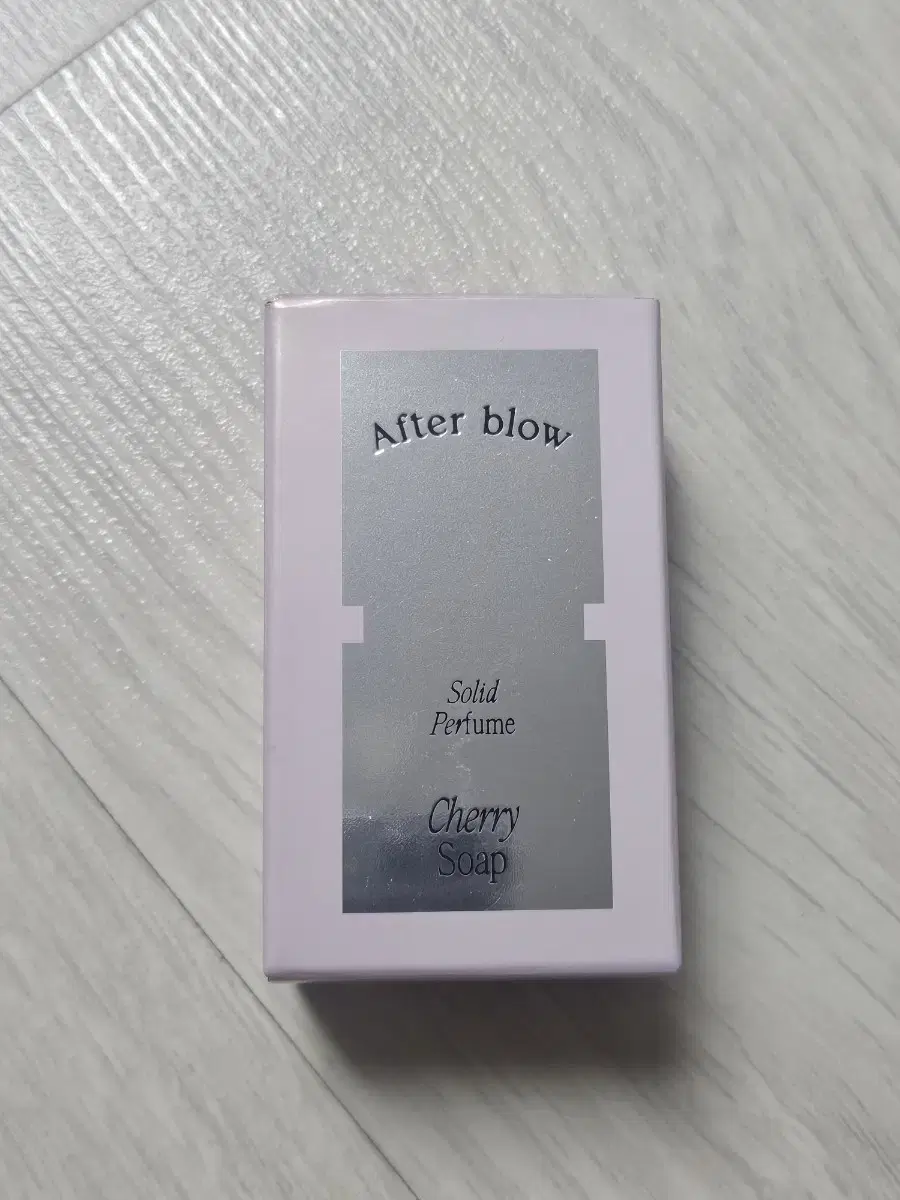 After blow
Solid
Perfume
Cherry
Soap